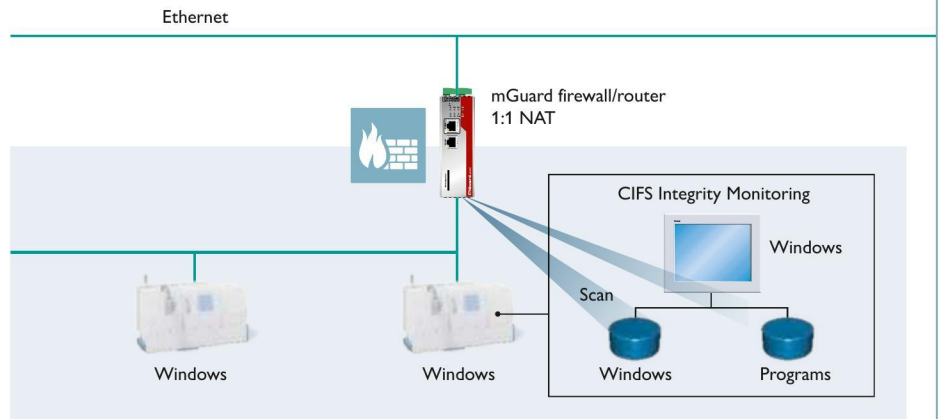 Ethernet
mGuard firewall/router
1:1 NAT
CIFS Integrity Monitoring
Windows
Scan
Windows
Windows
Windows
Programs